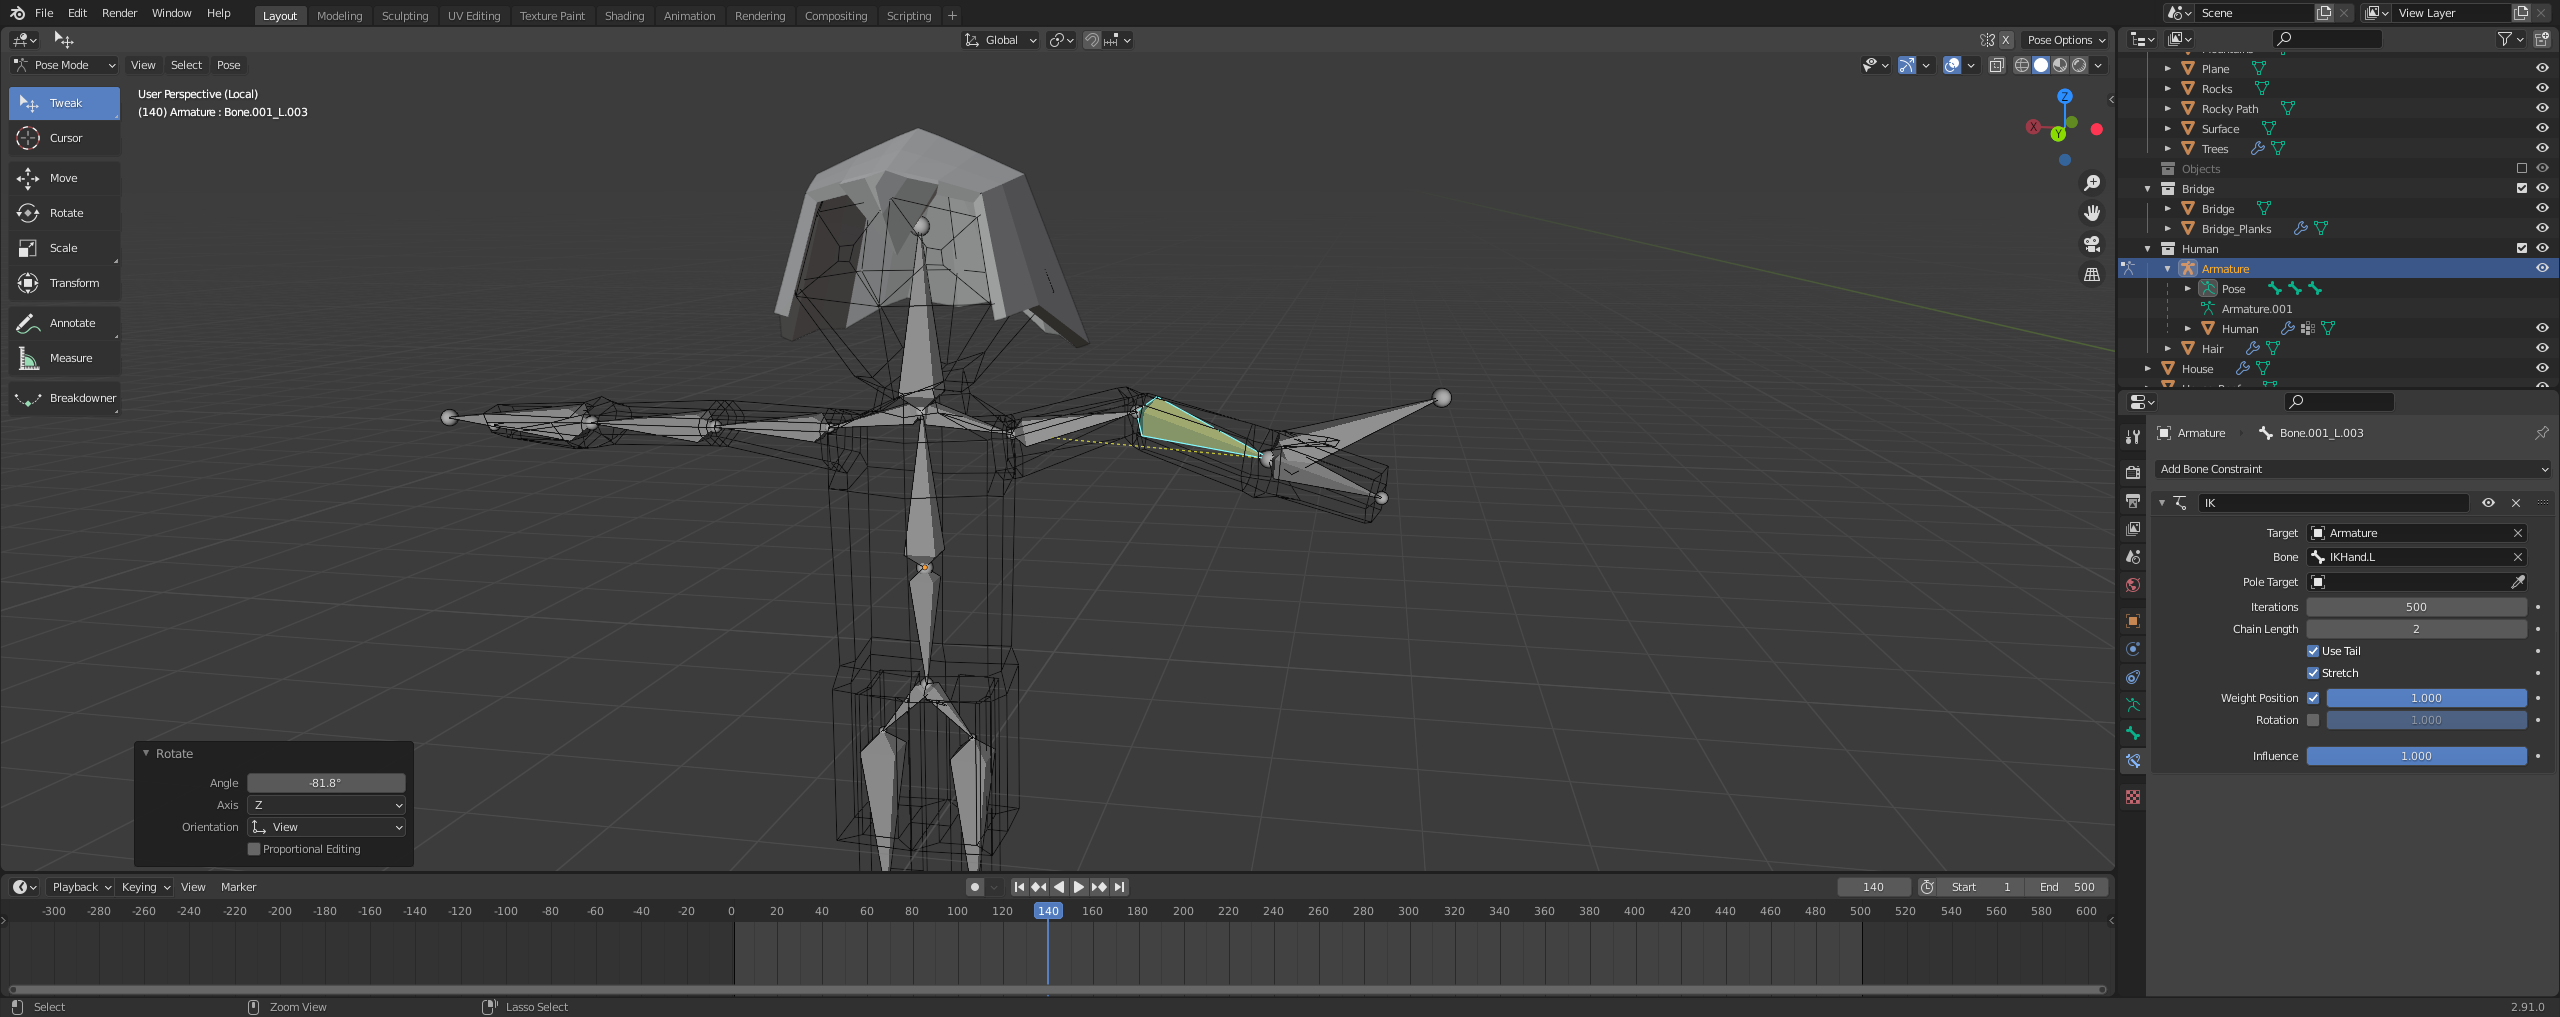 File Edit Render Window Help
Layout Modeling Sculpting UV Editing Texture Paint Shading Animation Rendering Compositing Scripting +
Scene
View Layer
Global
X Pose Options
Pose Mode View Select Pose
Tweak
Cursor
Move
Rotate
Scale
Transform
Annotate
Measure
Breakdowner
User Perspective (Local)
(140) Armature : Bone.001_L.003
Z
X
Y
Rotate
Angle -81.8°
Axis Z
Orientation View
Proportional Editing
Plane
Rocks
Rocky Path
Surface
Trees
Objects
Bridge
Bridge
Bridge_Planks
Human
Armature
Pose
Armature.001
Human
Hair
House
Armature Bone.001_L.003
Add Bone Constraint
IK
Target Armature
Bone IKHand.L
Pole Target
Iterations 500
Chain Length 2
Use Tail
Stretch
Weight Position 1.000
Rotation 1.000
Influence 1.000
Playback Keying View Marker
140 Start 1 End 500
-300 -280 -260 -240 -220 -200 -180 -160 -140 -120 -100 -80 -60 -40 -20 0 20 40 60 80 100 120 140 160 180 200 220 240 260 280 300 320 340 360 380 400 420 440 460 480 500 520 540 560 580 600
Select Zoom View Lasso Select 2.91.0